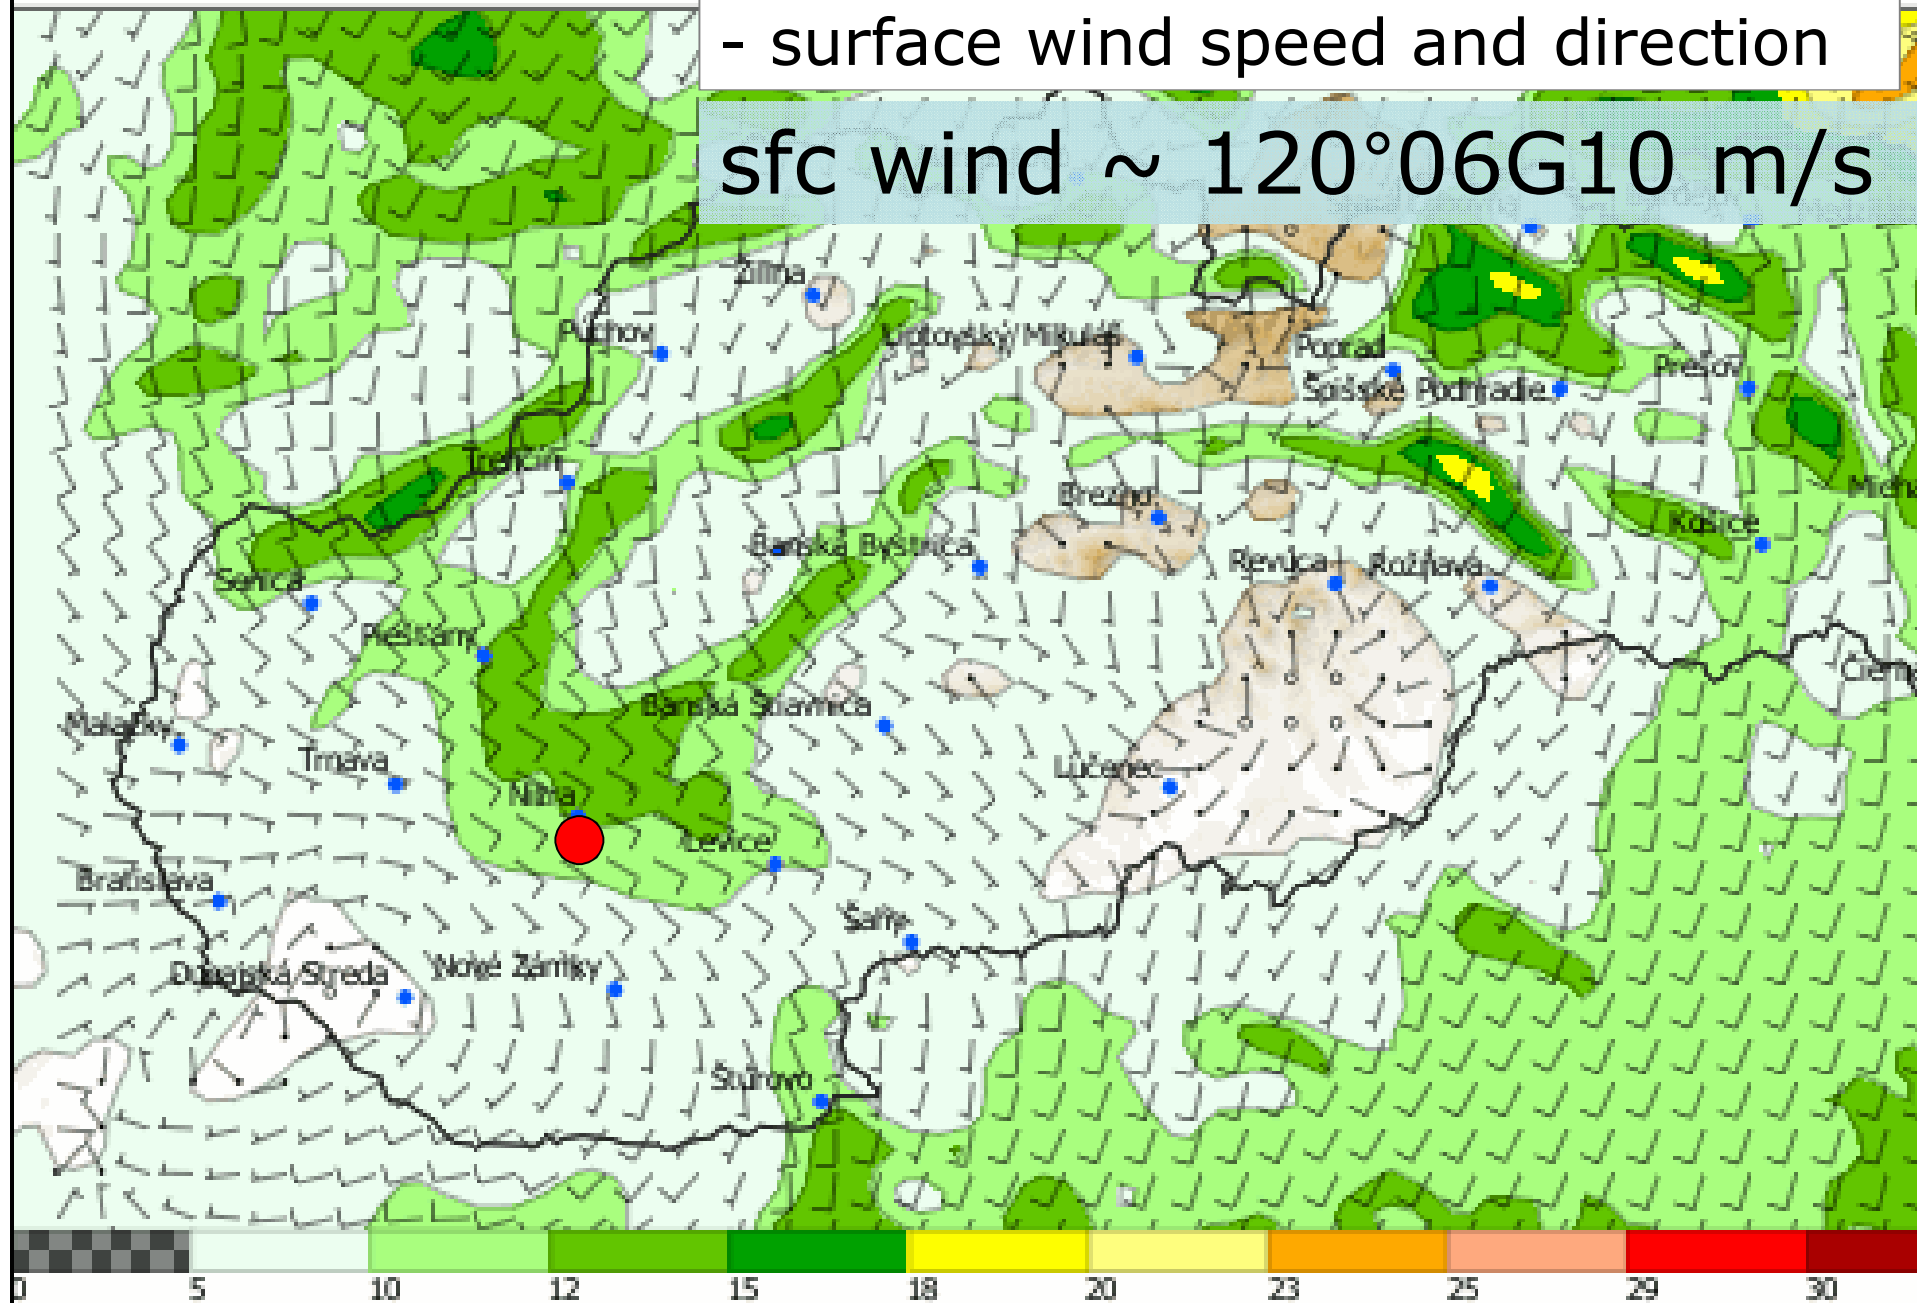 - surface wind speed and direction
sfc wind ~ 120°06G10 m/s
Žilina
Púchov
Liptovský Mikuláš
Poprad
Spišské Podhradie
Prešov
Trenčín
Brezno
Košice
Banská Bystrica
Senica
Revúca
Rožňava
Piešťany
Banská Štiavnica
Malacky
Trnava
Lučenec
Nitra
Levice
Bratislava
Šahy
Dunajská Streda
Nové Zámky
Štúrovo
0 5 10 12 15 18 20 23 25 29 30